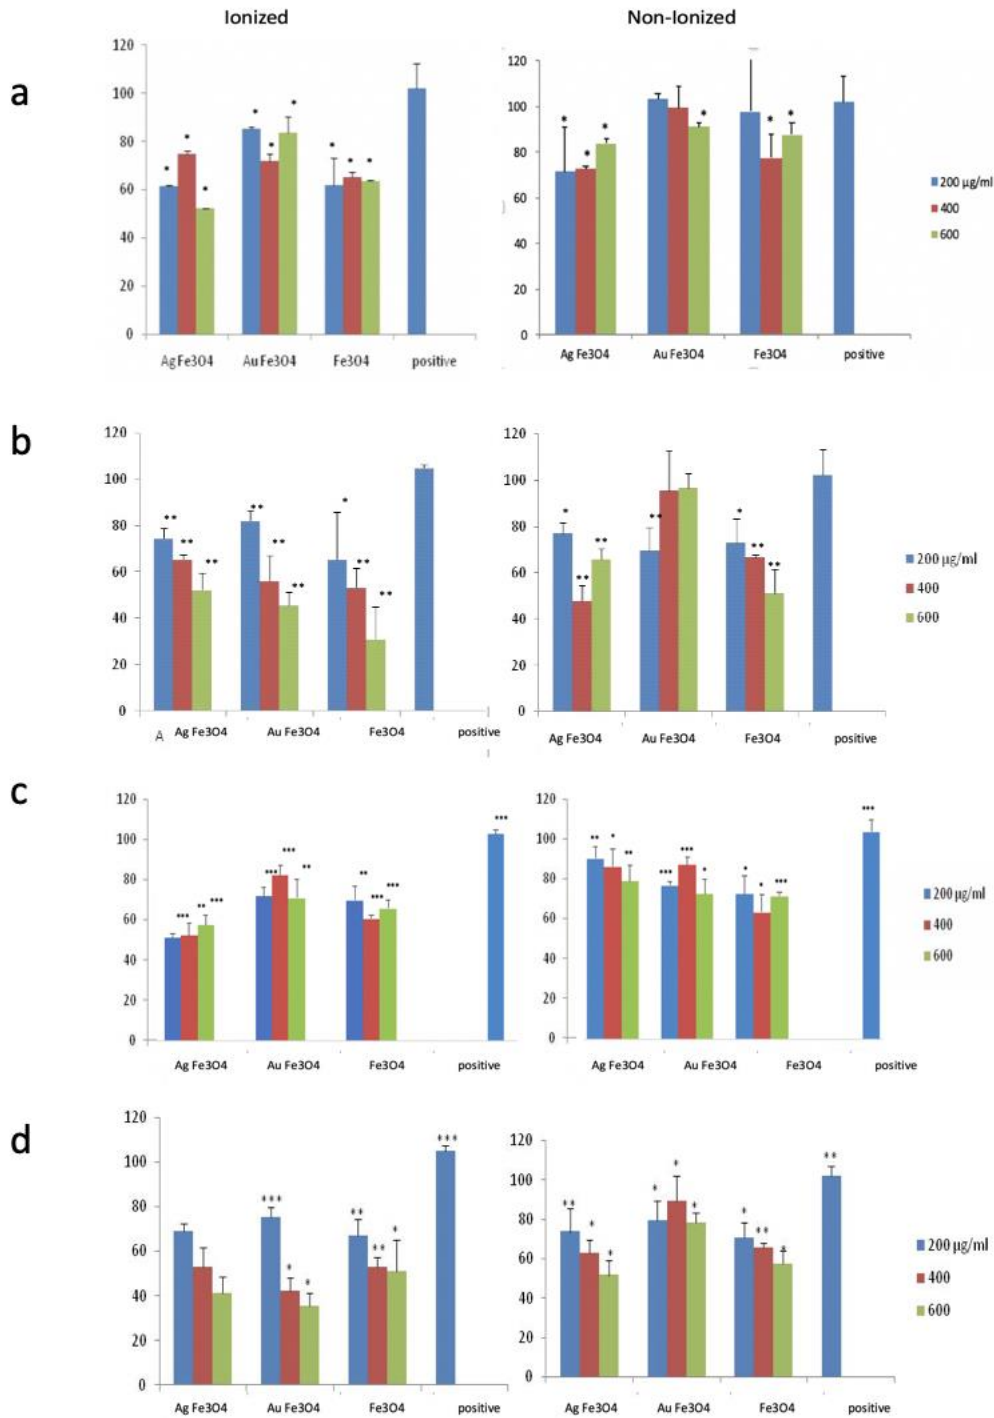 Ionized Non-Ionized
a
120
100
80
60
40
20
0
* * * * * * * * *
Ag Fe3O4 Au Fe3O4 Fe3O4 positive
120
100
80
60
40
20
0
* * * * * *
Ag Fe3O4 Au Fe3O4 Fe3O4 positive
200 µg/ml
400
600
b
120
100
80
60
40
20
0
** ** ** ** ** ** * ** **
A Ag Fe3O4 Au Fe3O4 Fe3O4 positive
120
100
80
60
40
20
0
* ** ** ** * ** **
Ag Fe3O4 Au Fe3O4 Fe3O4 positive
200 µg/ml
400
600
c
120
100
80
60
40
20
0
*** ** *** *** *** ** ** *** *** ***
Ag Fe3O4 Au Fe3O4 Fe3O4 positive
120
100
80
60
40
20
0
** * ** *** *** * * * *** ***
Ag Fe3O4 Au Fe3O4 Fe3O4 positive
200 µg/ml
400
600
d
120
100
80
60
40
20
0
*** * * ** ** * ***
Ag Fe3O4 Au Fe3O4 Fe3O4 positive
120
100
80
60
40
20
0
** * * * * * * ** * **
Ag Fe3O4 Au Fe3O4 Fe3O4 positive
200 µg/ml
400
600